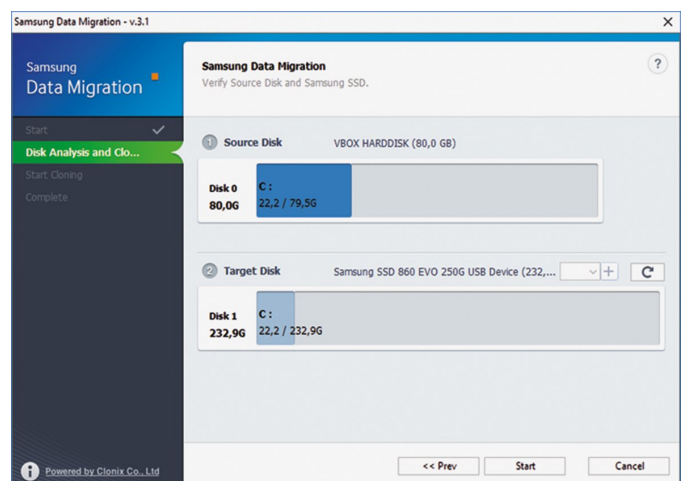 Samsung Data Migration - v.3.1
Samsung
Data Migration
Start
Disk Analysis and Clo...
Start Cloning
Complete
Powered by Clonix Co., Ltd
Samsung Data Migration
Verify Source Disk and Samsung SSD.
?
1 Source Disk VBOX HARDDISK (80,0 GB)
Disk 0
80,0G
C :
22,2 / 79,5G
2 Target Disk Samsung SSD 860 EVO 250G USB Device (232,...
Disk 1
232,9G
C :
22,2 / 232,9G
<< Prev Start Cancel